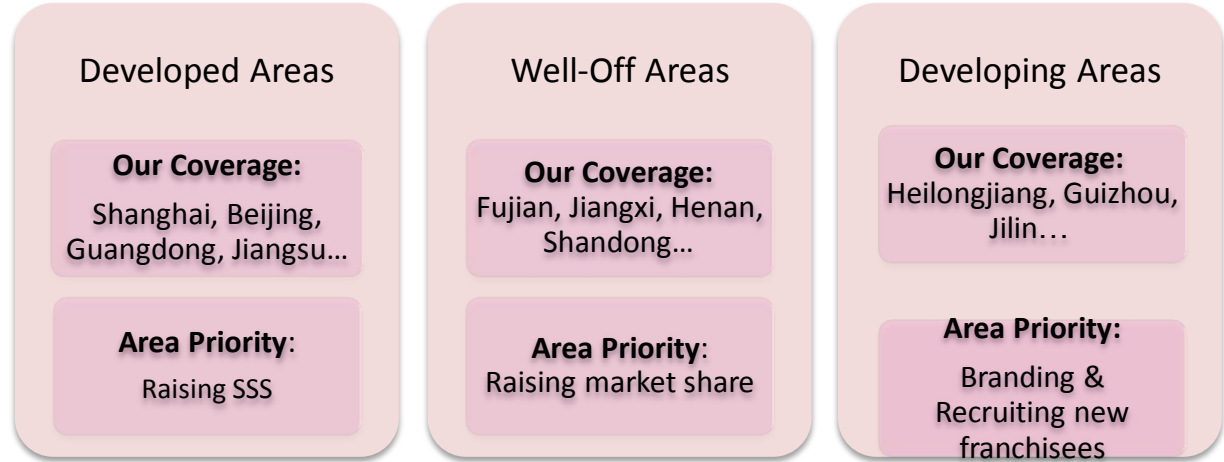 Developed Areas
Our Coverage:
Shanghai, Beijing,
Guangdong, Jiangsu…
Area Priority:
Raising SSS
Well-Off Areas
Our Coverage:
Fujian, Jiangxi, Henan,
Shandong…
Area Priority:
Raising market share
Developing Areas
Our Coverage:
Heilongjiang, Guizhou,
Jilin…
Area Priority:
Branding &
Recruiting new
franchisees